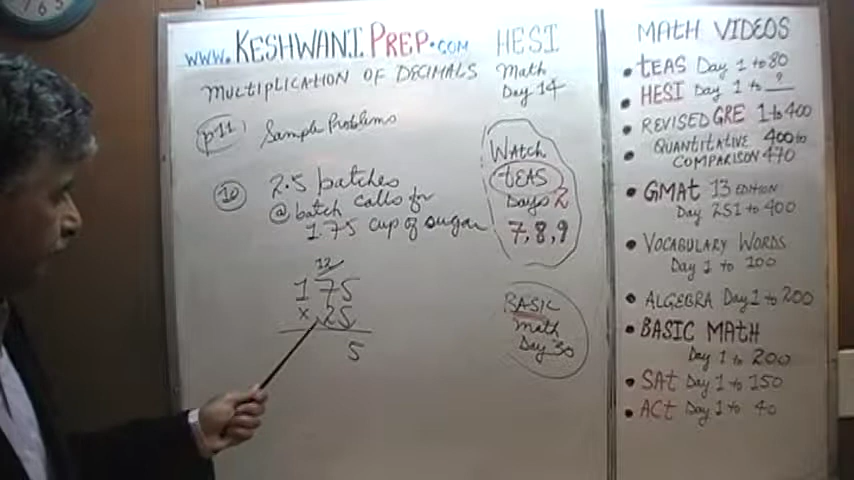 www.KESHWANIPREP.COM
HESI
MULTIPLICATION OF DECIMALS
Math
Day 14
p11
Sample Problems
10
2.5 batches
@ batch calls for
1.75 cup of sugar
12
175
x 25
5
WATCH
TEAS
Days 2
7,8,9
BASIC
Math
Day 30
MATH VIDEOS
• TEAS Day 1 to 80
• HESI Day 1 to ?
• REVISED GRE 1 to 400
• QUANTITATIVE 400 to
COMPARISON 470
• GMAT 13 EDITION
Day 251 to 400
• VOCABULARY WORDS
Day 1 to 100
• ALGEBRA Day 1 to 200
• BASIC MATH
Day 1 to 200
• SAT Day 1 to 150
• ACT Day 1 to 40